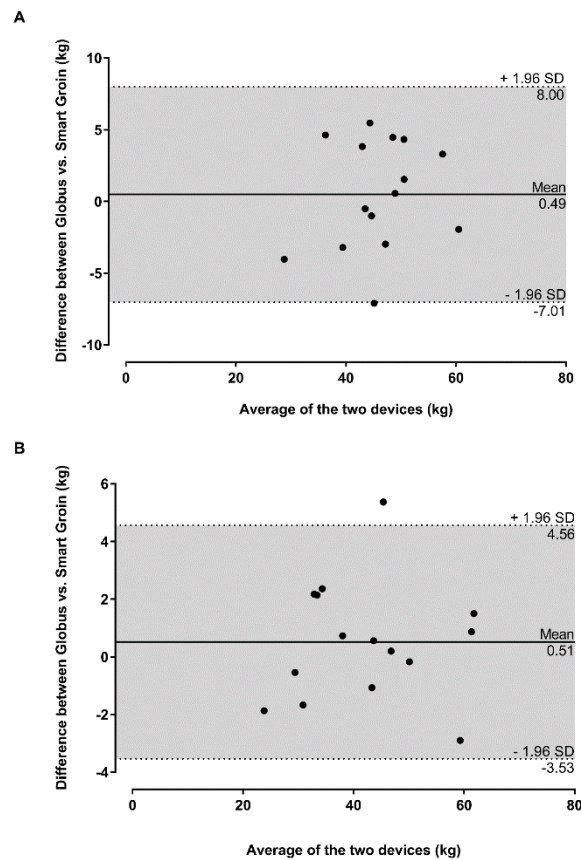 A
Difference between Globus vs. Smart Groin (kg)
10
5
0
-5
-10
+ 1.96 SD
8.00
Mean
0.49
- 1.96 SD
-7.01
0 20 40 60 80
Average of the two devices (kg)
B
Difference between Globus vs. Smart Groin (kg)
6
4
2
0
-2
-4
+ 1.96 SD
4.56
Mean
0.51
- 1.96 SD
-3.53
0 20 40 60 80
Average of the two devices (kg)